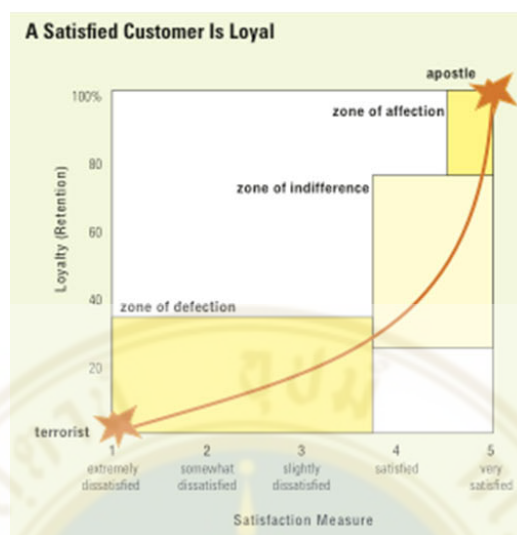 A Satisfied Customer Is Loyal
apostle
100%
zone of affection
80
zone of indifference
60
Loyalty (Retention)
40
zone of defection
20
terrorist
1 2 3 4 5
extremely dissatisfied
somewhat dissatisfied
slightly dissatisfied
satisfied
very satisfied
Satisfaction Measure